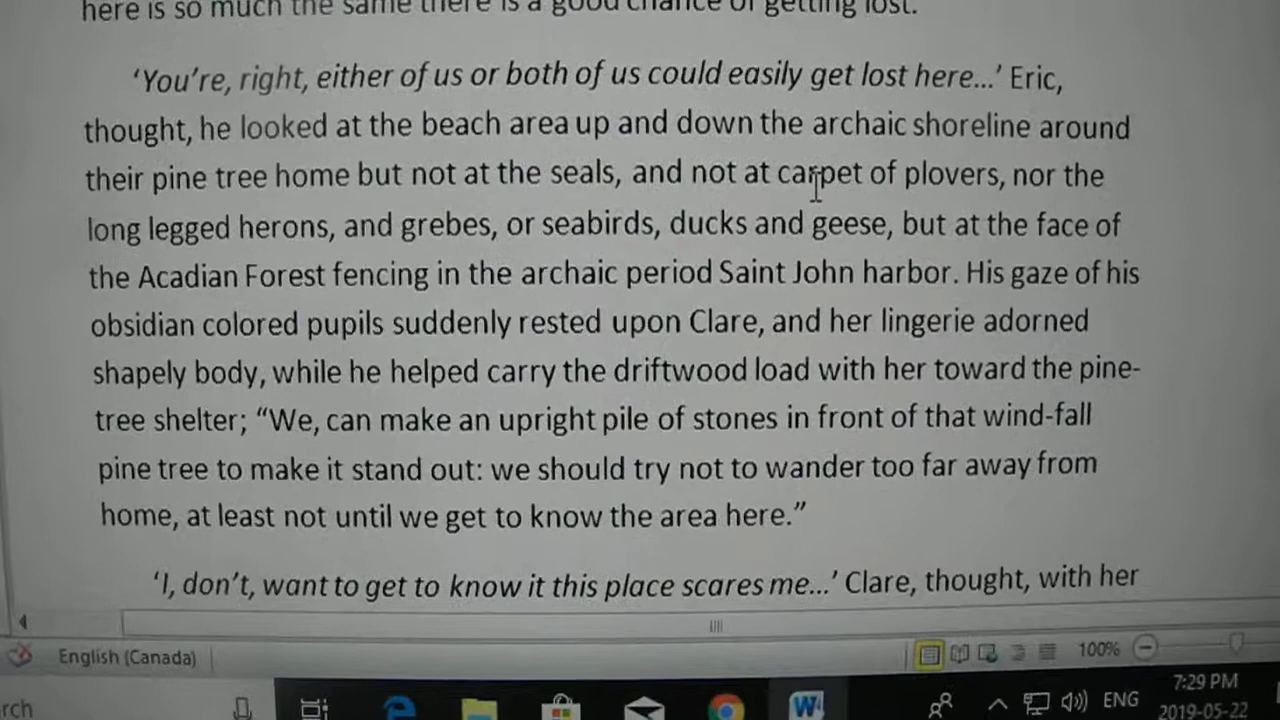 here is so much the same there is a good chance of getting lost.
‘You’re, right, either of us or both of us could easily get lost here...’ Eric,
thought, he looked at the beach area up and down the archaic shoreline around
their pine tree home but not at the seals, and not at carpet of plovers, nor the
long legged herons, and grebes, or seabirds, ducks and geese, but at the face of
the Acadian Forest fencing in the archaic period Saint John harbor. His gaze of his
obsidian colored pupils suddenly rested upon Clare, and her lingerie adorned
shapely body, while he helped carry the driftwood load with her toward the pine-
tree shelter; “We, can make an upright pile of stones in front of that wind-fall
pine tree to make it stand out: we should try not to wander too far away from
home, at least not until we get to know the area here.”
‘I, don’t, want to get to know it this place scares me...’ Clare, thought, with her
English (Canada)
100%
rch
ENG
7:29 PM
2019-05-22